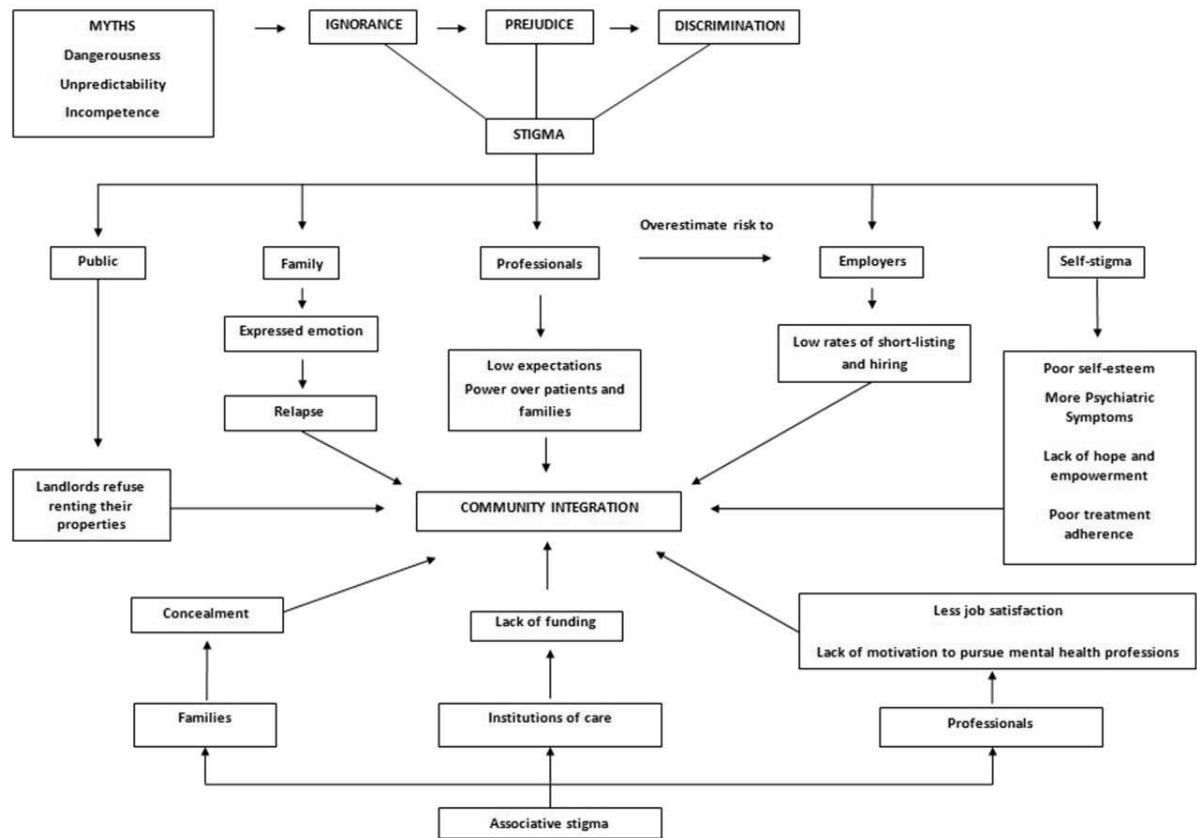 MYTHS
Dangerousness
Unpredictability
Incompetence
IGNORANCE
PREJUDICE
DISCRIMINATION
STIGMA
Overestimate risk to
Public
Family
Professionals
Employers
Self-stigma
Expressed emotion
Relapse
Low expectations
Power over patients and
families
Low rates of short-listing
and hiring
Poor self-esteem
More Psychiatric
Symptoms
Lack of hope and
empowerment
Poor treatment
adherence
Landlords refuse
renting their
properties
COMMUNITY INTEGRATION
Concealment
Lack of funding
Less job satisfaction
Lack of motivation to pursue mental health professions
Families
Institutions of care
Professionals
Associative stigma